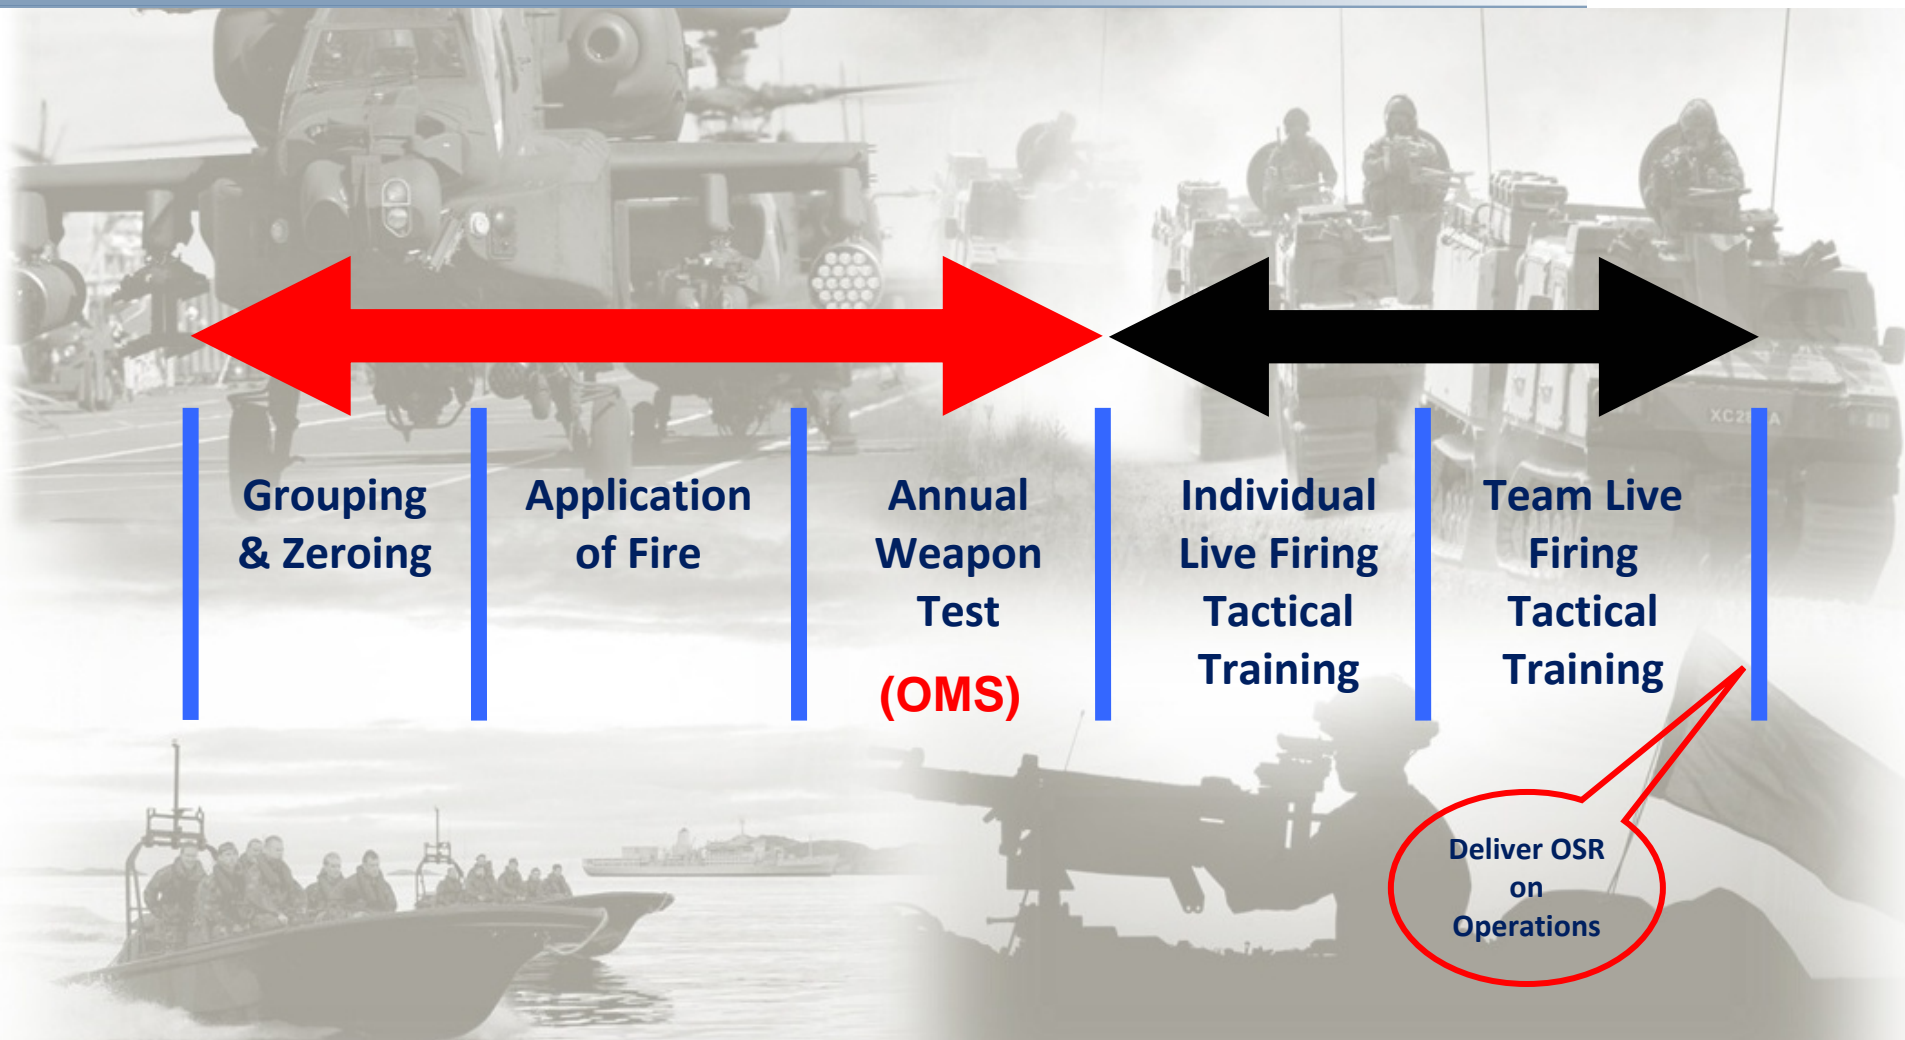 Grouping
& Zeroing
Application
of Fire
Annual
Weapon
Test
(OMS)
Individual
Live Firing
Tactical
Training
Team Live
Firing
Tactical
Training
Deliver OSR
on
Operations